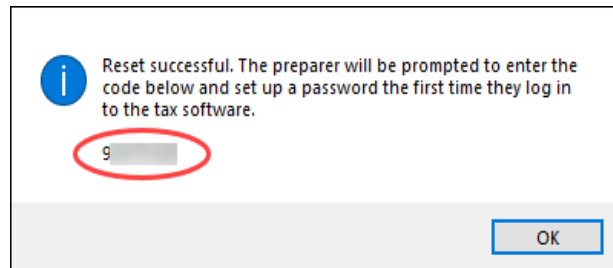 Reset successful. The preparer will be prompted to enter the
code below and set up a password the first time they log in
to the tax software.
9
OK